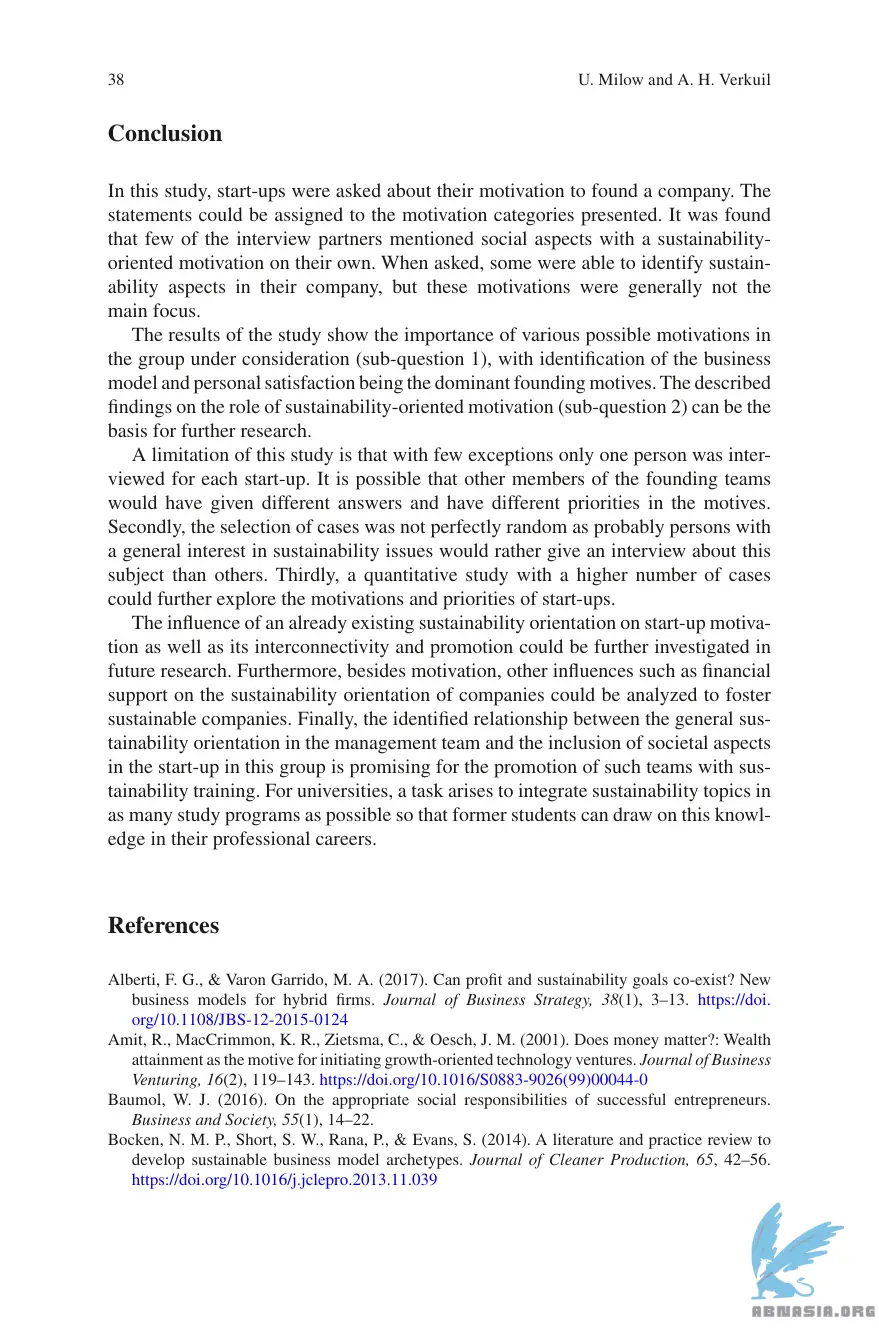 38 U. Milow and A. H. Verkuil
Conclusion
In this study, start-ups were asked about their motivation to found a company. The
statements could be assigned to the motivation categories presented. It was found
that few of the interview partners mentioned social aspects with a sustainability-
oriented motivation on their own. When asked, some were able to identify sustain-
ability aspects in their company, but these motivations were generally not the
main focus.
The results of the study show the importance of various possible motivations in
the group under consideration (sub-question 1), with identification of the business
model and personal satisfaction being the dominant founding motives. The described
findings on the role of sustainability-oriented motivation (sub-question 2) can be the
basis for further research.
A limitation of this study is that with few exceptions only one person was inter-
viewed for each start-up. It is possible that other members of the founding teams
would have given different answers and have different priorities in the motives.
Secondly, the selection of cases was not perfectly random as probably persons with
a general interest in sustainability issues would rather give an interview about this
subject than others. Thirdly, a quantitative study with a higher number of cases
could further explore the motivations and priorities of start-ups.
The influence of an already existing sustainability orientation on start-up motiva-
tion as well as its interconnectivity and promotion could be further investigated in
future research. Furthermore, besides motivation, other influences such as financial
support on the sustainability orientation of companies could be analyzed to foster
sustainable companies. Finally, the identified relationship between the general sus-
tainability orientation in the management team and the inclusion of societal aspects
in the start-up in this group is promising for the promotion of such teams with sus-
tainability training. For universities, a task arises to integrate sustainability topics in
as many study programs as possible so that former students can draw on this knowl-
edge in their professional careers.
References
Alberti, F. G., & Varon Garrido, M. A. (2017). Can profit and sustainability goals co-exist? New
business models for hybrid firms. Journal of Business Strategy, 38(1), 3–13. https://doi.
org/10.1108/JBS-12-2015-0124
Amit, R., MacCrimmon, K. R., Zietsma, C., & Oesch, J. M. (2001). Does money matter?: Wealth
attainment as the motive for initiating growth-oriented technology ventures. Journal of Business
Venturing, 16(2), 119–143. https://doi.org/10.1016/S0883-9026(99)00044-0
Baumol, W. J. (2016). On the appropriate social responsibilities of successful entrepreneurs.
Business and Society, 55(1), 14–22.
Bocken, N. M. P., Short, S. W., Rana, P., & Evans, S. (2014). A literature and practice review to
develop sustainable business model archetypes. Journal of Cleaner Production, 65, 42–56.
https://doi.org/10.1016/j.jclepro.2013.11.039
ABNASIA.ORG